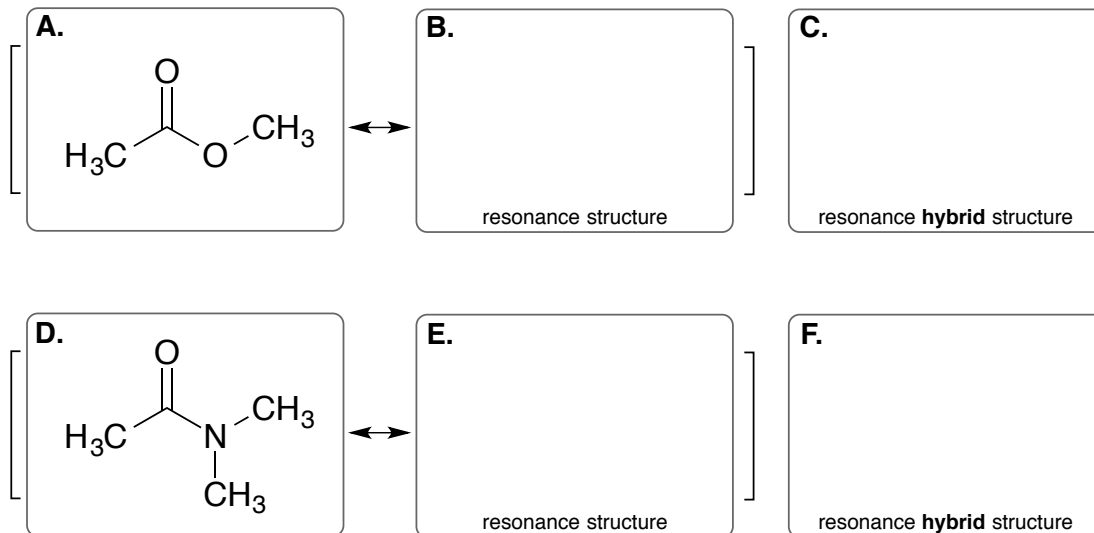 A.
B.
C.
O
H₃C
O
CH₃
resonance structure
resonance hybrid structure
D.
E.
F.
O
H₃C
N
CH₃
CH₃
resonance structure
resonance hybrid structure